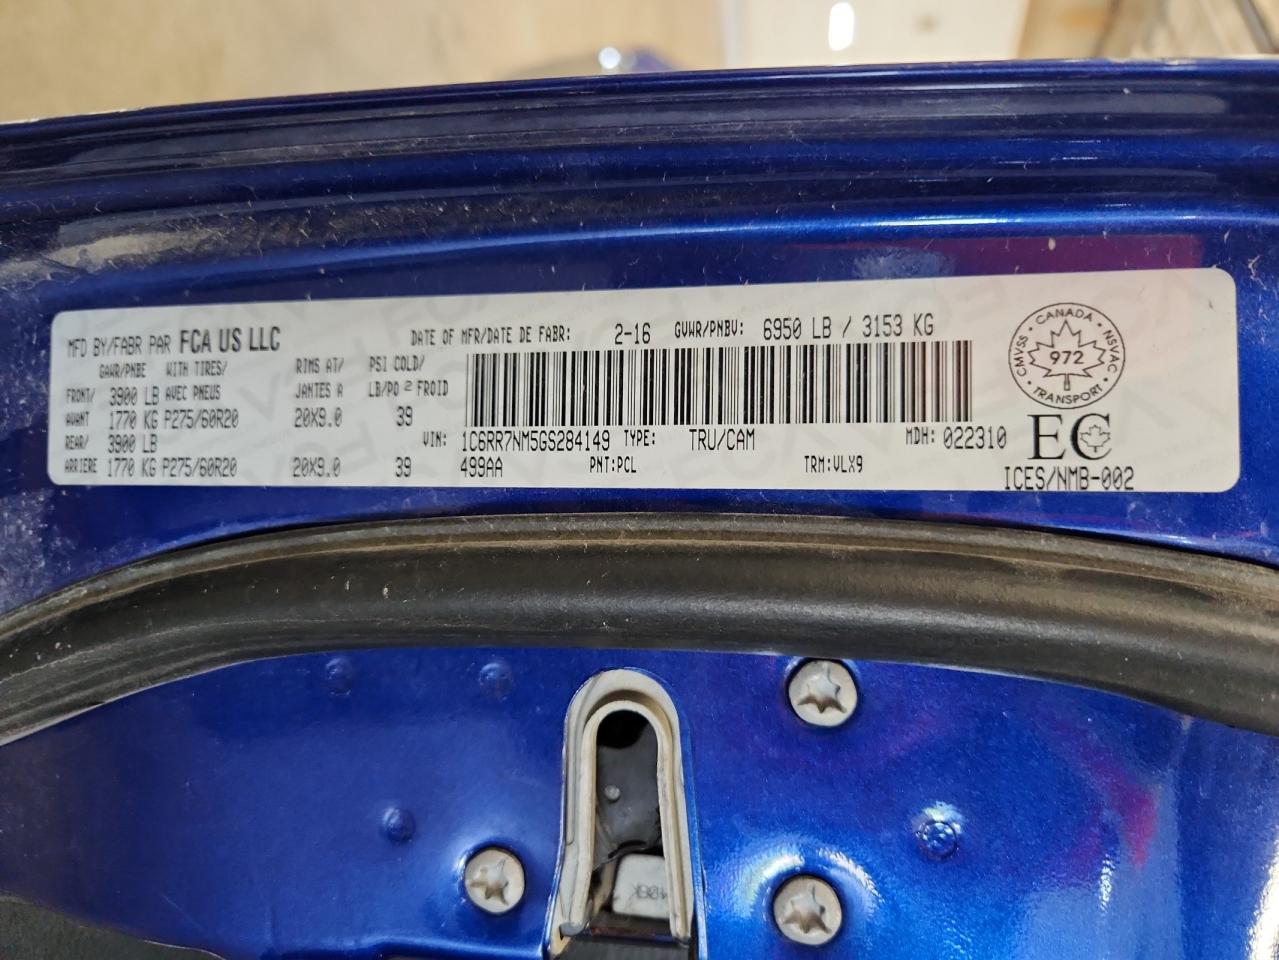 MFD BY/FABR PAR FCA US LLC DATE OF MFR/DATE DE FABR: 2-16 GVWR/PNBV: 6950 LB / 3153 KG
GAWR/PNBE WITH TIRES/ RIMS AT/ PSI COLD/
FRONT/ 3900 LB AVEC PNEUS JANTES A LB/PO² FROID
AVANT 1770 KG P275/60R20 20X9.0 39
REAR/ 3900 LB VIN: 1C6RR7NM5GS284149 TYPE: TRU/CAM MDH: 022310
ARRIERE 1770 KG P275/60R20 20X9.0 39 499AA PNT:PCL TRM:VLX9
CANADA
CMVSS 972 NSVAC
TRANSPORT
EC
ICES/NMB-002